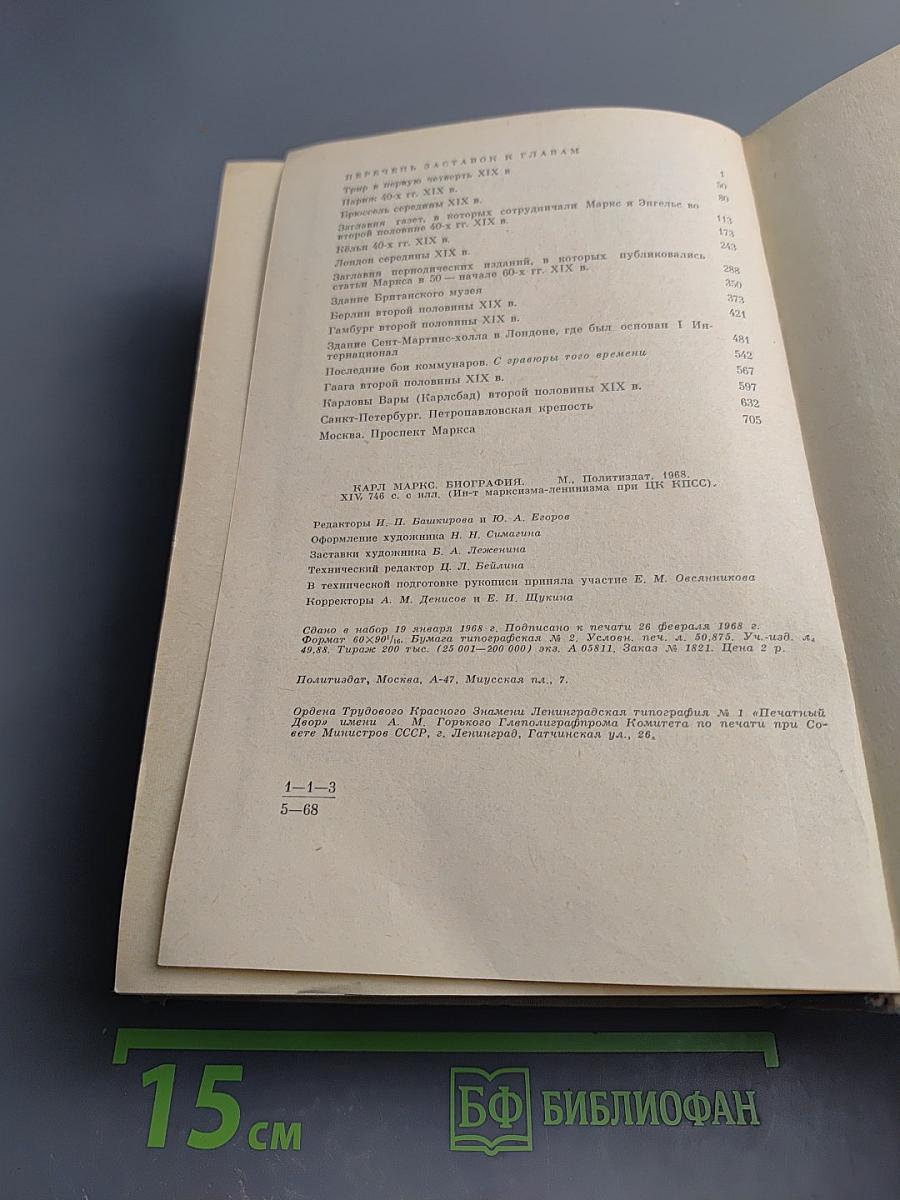 ПЕРЕЧЕНЬ ЗАСТАВОК К ГЛАВАМ
Трир в первую четверть XIX в. 1
Париж 40-х гг. XIX в. 50
Брюссель середины XIX в. 80
Заглавия газет, в которых сотрудничали Маркс и Энгельс во
второй половине 40-х гг. XIX в. 113
Кёльн 40-х гг. XIX в. 173
Лондон середины XIX в. 243
Заглавия периодических изданий, в которых публиковались
статьи Маркса в 50 — начале 60-х гг. XIX в. 288
Здание Британского музея 350
Берлин второй половины XIX в. 373
Гамбург второй половины XIX в. 421
Здание Сент-Мартинс-холла в Лондоне, где был основан I Ин-
тернационал 481
Последние бои коммунаров. С гравюры того времени 542
Гаага второй половины XIX в. 567
Карловы Вары (Карлсбад) второй половины XIX в. 597
Санкт-Петербург. Петропавловская крепость 632
Москва. Проспект Маркса 705
КАРЛ МАРКС. БИОГРАФИЯ. М., Политиздат, 1968.
XIV, 746 с. с илл. (Ин-т марксизма-ленинизма при ЦК КПСС).
Редакторы И. П. Башкирова и Ю. А. Егоров
Оформление художника Н. Н. Симагина
Заставки художника Б. А. Леженина
Технический редактор Ц. Л. Бейлина
В технической подготовке рукописи приняла участие Е. М. Овсянникова
Корректоры А. М. Денисов и Е. И. Щукина
Сдано в набор 19 января 1968 г. Подписано к печати 26 февраля 1968 г.
Формат 60×90¹/₁₆. Бумага типографская № 2. Условн. печ. л. 50,875. Уч.-изд. л.
49,88. Тираж 200 тыс. (25 001—200 000) экз. А 05811. Заказ № 1821. Цена 2 р.
Политиздат, Москва, А-47, Миусская пл., 7.
Ордена Трудового Красного Знамени Ленинградская типография № 1 «Печатный
Двор» имени А. М. Горького Главполиграфпрома Комитета по печати при Со-
вете Министров СССР, г. Ленинград, Гатчинская ул., 26.
1—1—3
5—68
15 см
БФ БИБЛИОФАН